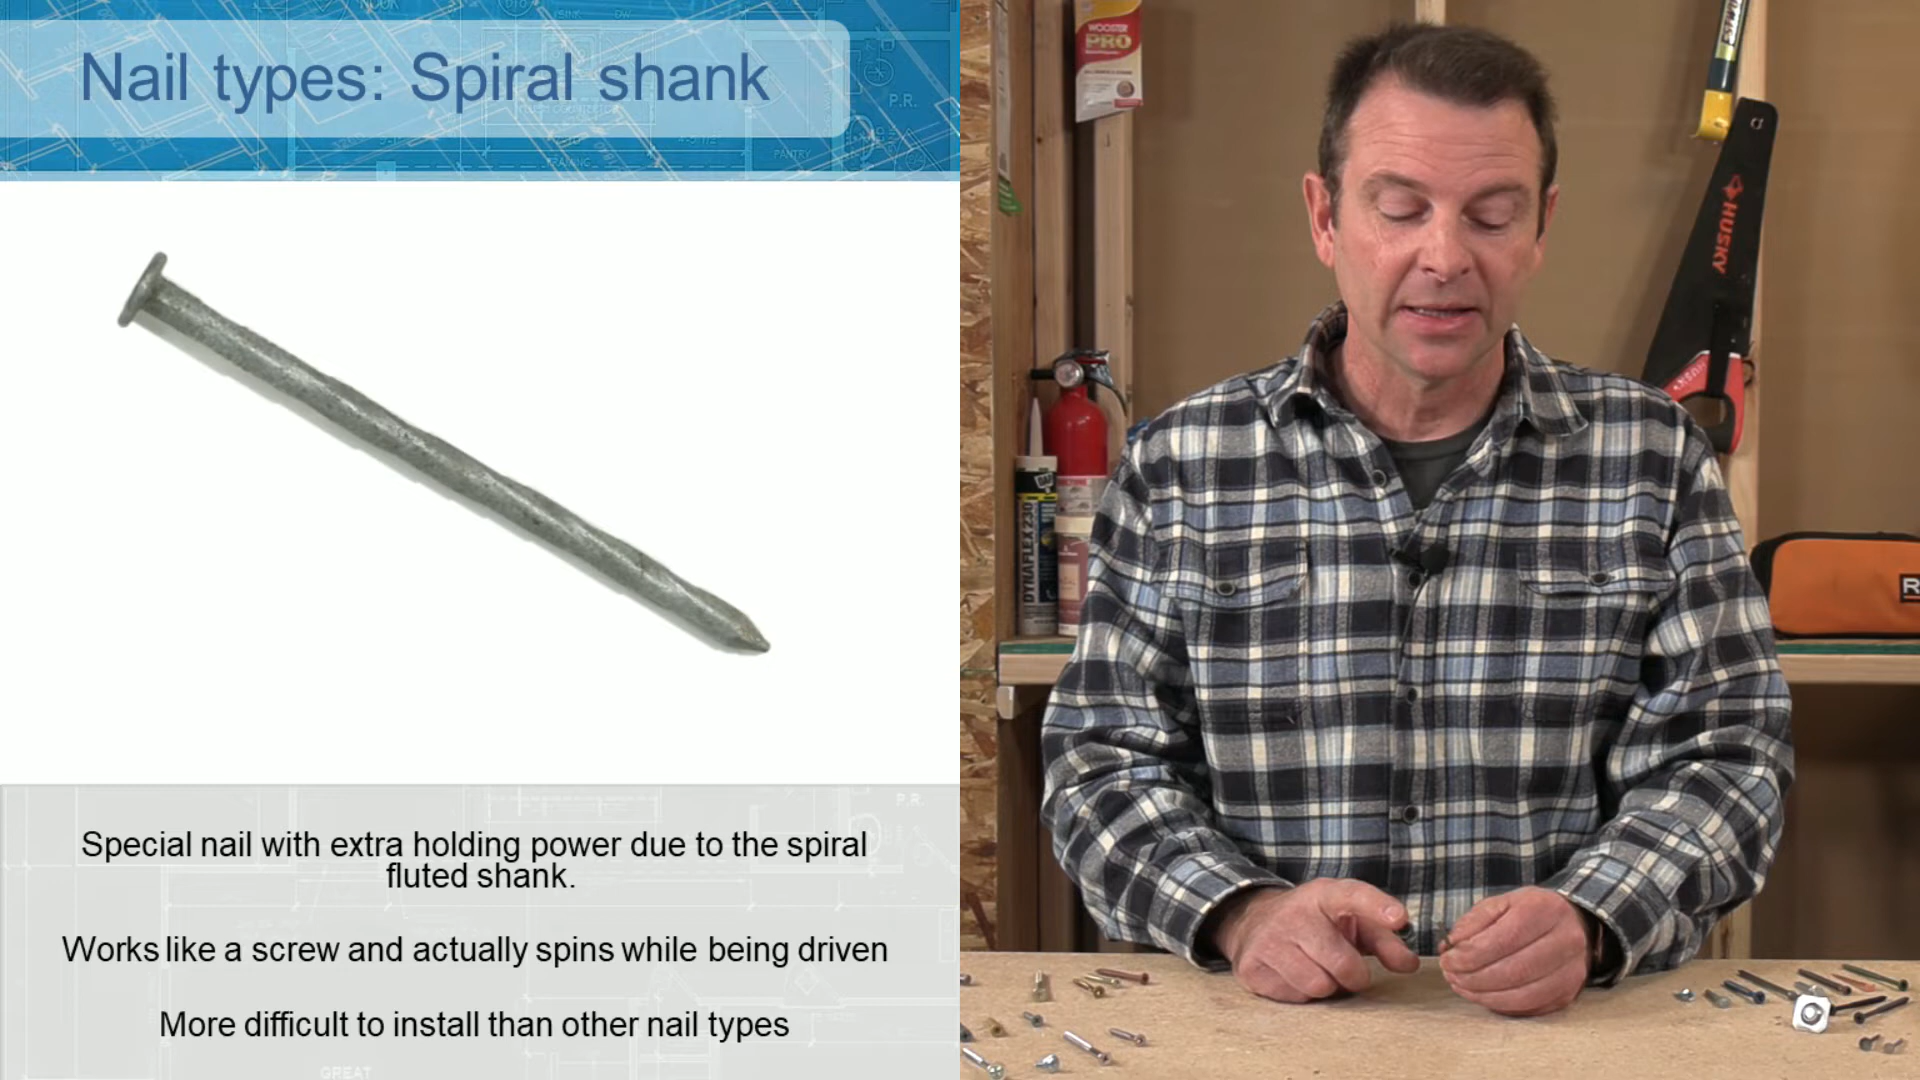 Nail types: Spiral shank
P.R.
PANTRY
Special nail with extra holding power due to the spiral
fluted shank.
Works like a screw and actually spins while being driven
More difficult to install than other nail types
P.R.
GREAT
WOOSTER
PRO
HUSKY
DYNAFLEX 230
R